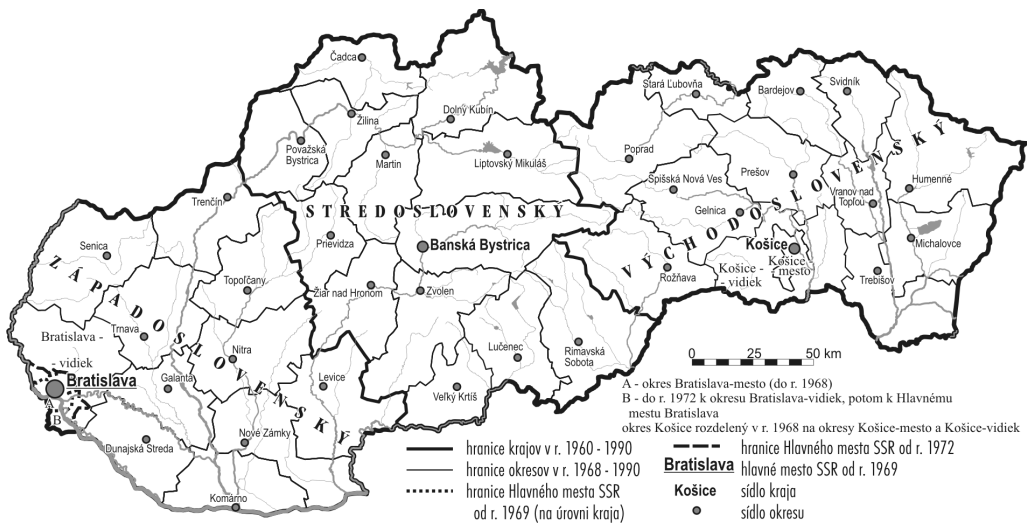 Čadca
Stará Ľubovňa
Bardejov
Svidník
Dolný Kubín
Žilina
Považská
Bystrica
Martin
Liptovský Mikuláš
Poprad
Spišská Nová Ves
Prešov
Vranov nad
Topľou
Humenné
Trenčín
STREDOSLOVENSKÝ
Gelnica
VÝCHODOSLOVENSKÝ
Senica
Prievidza
Banská Bystrica
Košice
Košice -
mesto
Košice -
- vidiek
Michalovce
ZÁPADOSLOVENSKÝ
Topoľčany
Žiar nad Hronom
Zvolen
Rožňava
Trebišov
Trnava
Bratislava -
- vidiek
Nitra
Lučenec
Rimavská
Sobota
Bratislava
A
B
Galanta
Levice
Veľký Krtíš
Dunajská Streda
Nové Zámky
Komárno
0 10 20 30 40 50 km
A - okres Bratislava-mesto (do r. 1968)
B - do r. 1972 k okresu Bratislava-vidiek, potom k Hlavnému
mestu Bratislava
okres Košice rozdelený v r. 1968 na okresy Košice-mesto a Košice-vidiek
hranice krajov v r. 1960 - 1990
hranice okresov v r. 1968 - 1990
hranice Hlavného mesta SSR
od r. 1969 (na úrovni kraja)
hranice Hlavného mesta SSR od r. 1972
Bratislava hlavné mesto SSR od r. 1969
Košice sídlo kraja
sídlo okresu